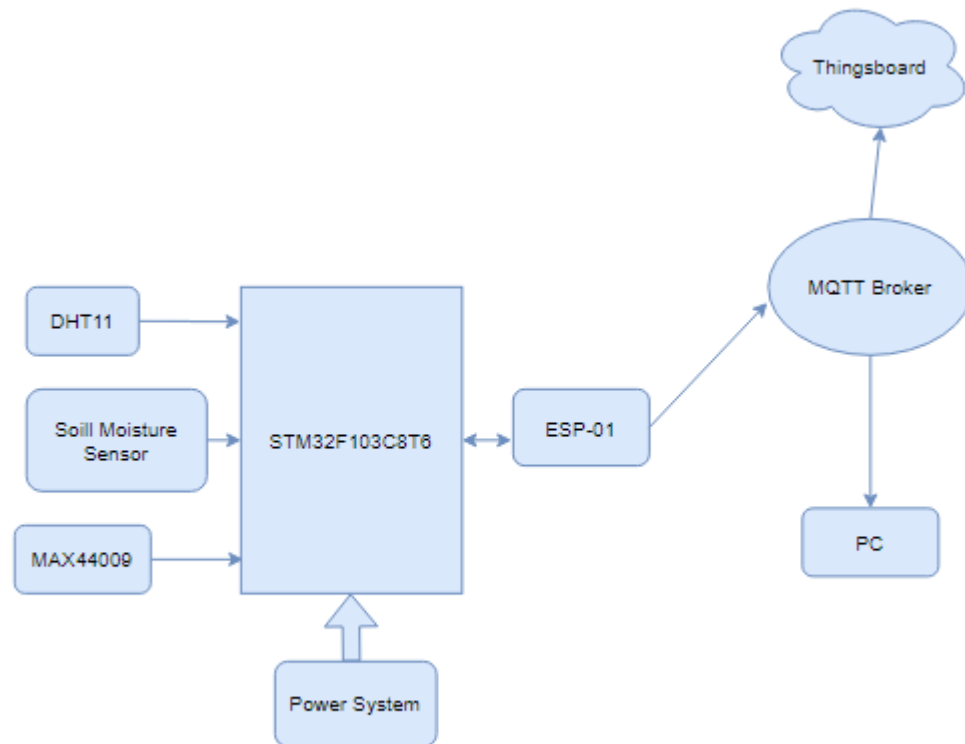 Thingsboard
MQTT Broker
DHT11
Soill Moisture
Sensor
STM32F103C8T6
ESP-01
MAX44009
PC
Power System